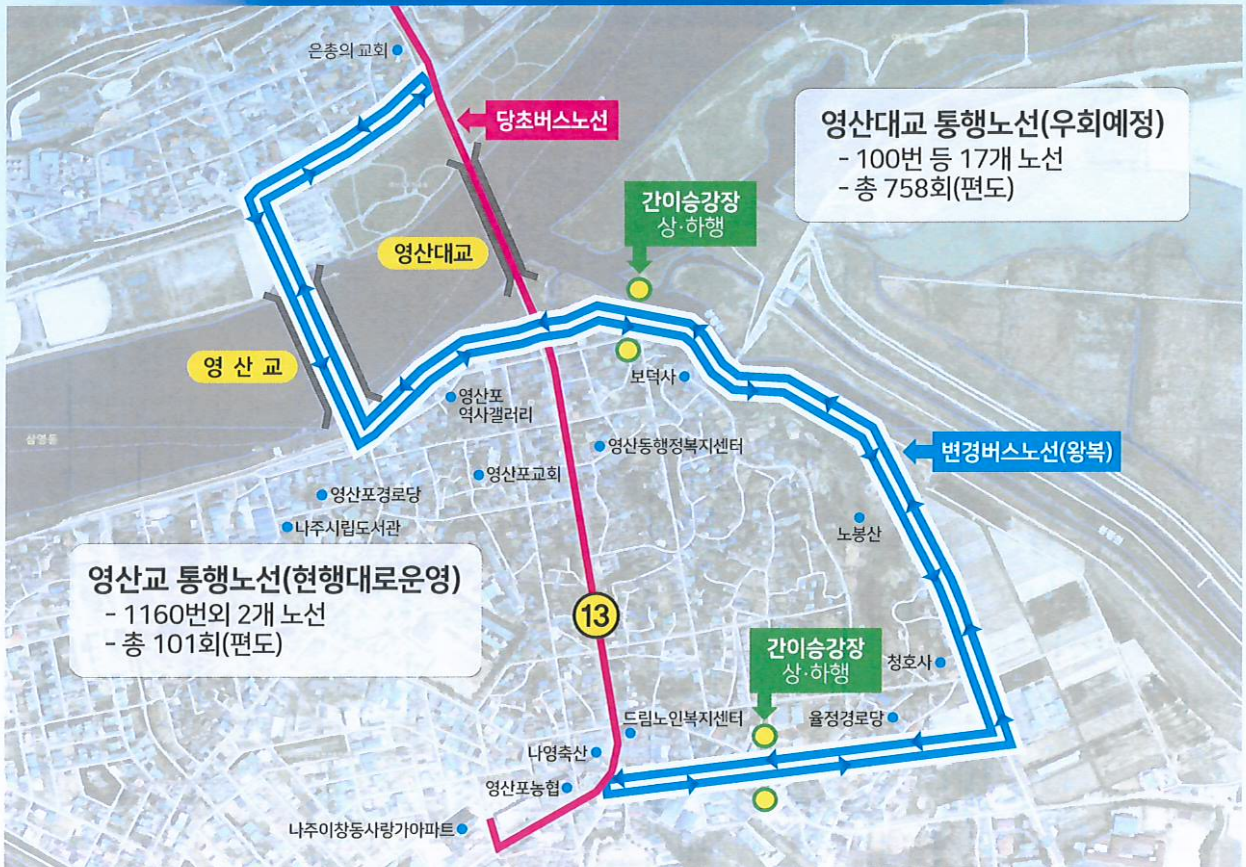 은총의 교회
당초버스노선
영산대교 통행노선(우회예정)
- 100번 등 17개 노선
- 총 758회(편도)
간이승강장
상·하행
영산대교
영 산 교
보덕사
영산포
역사갤러리
삼영동
영산동행정복지센터
변경버스노선(왕복)
영산포교회
영산포경로당
나주시립도서관
노봉산
영산교 통행노선(현행대로운영)
- 1160번외 2개 노선
- 총 101회(편도)
13
간이승강장
상·하행
청호사
드림노인복지센터
율정경로당
나영축산
영산포농협
나주이창동사랑가아파트